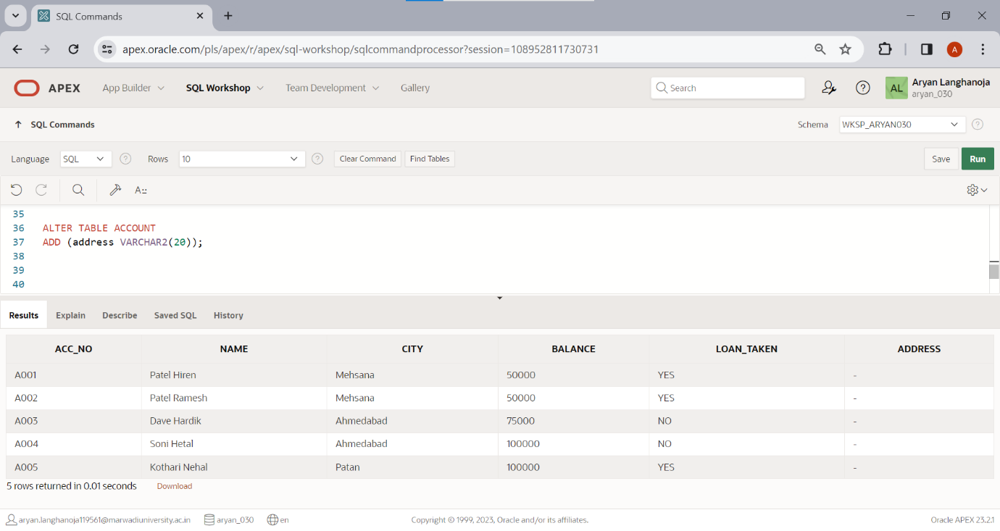 SQL Commands
apex.oracle.com/pls/apex/r/apex/sql-workshop/sqlcommandprocessor?session=108952811730731
A
APEX App Builder SQL Workshop Team Development Gallery Search AL Aryan Langhanoja
aryan_030
SQL Commands Schema WKSP_ARYAN030
Language SQL Rows 10 Clear Command Find Tables Save Run
A::
35
36 ALTER TABLE ACCOUNT
37 ADD (address VARCHAR2(20));
38
39
40
Results Explain Describe Saved SQL History
ACC_NO NAME CITY BALANCE LOAN_TAKEN ADDRESS
A001 Patel Hiren Mehsana 50000 YES -
A002 Patel Ramesh Mehsana 50000 YES -
A003 Dave Hardik Ahmedabad 75000 NO -
A004 Soni Hetal Ahmedabad 100000 NO -
A005 Kothari Nehal Patan 100000 YES -
5 rows returned in 0.01 seconds Download
aryan.langhanoja119561@marwadiuniversity.ac.in aryan_030 en Copyright © 1999, 2023, Oracle and/or its affiliates. Oracle APEX 23.2.1